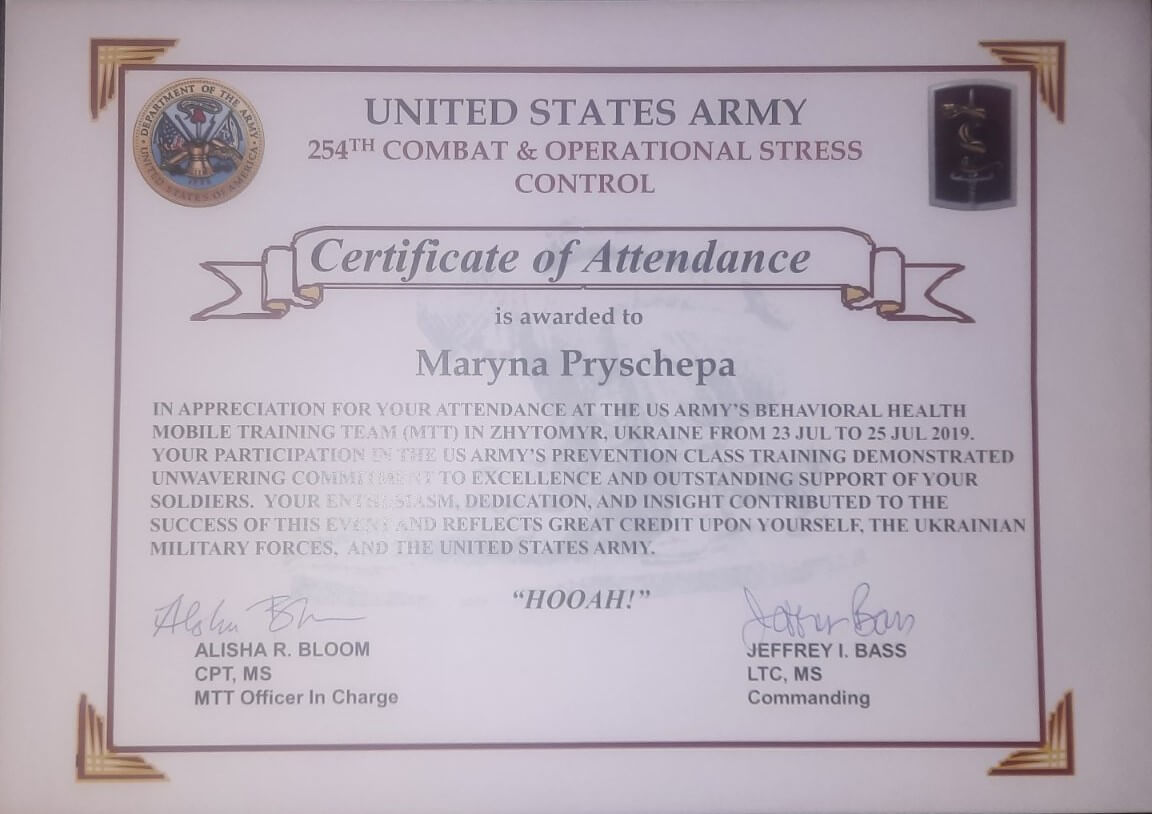 UNITED STATES ARMY
254TH COMBAT & OPERATIONAL STRESS
CONTROL
DEPARTMENT OF THE ARMY
UNITED STATES OF AMERICA
Certificate of Attendance
is awarded to
Maryna Pryschepa
IN APPRECIATION FOR YOUR ATTENDANCE AT THE US ARMY'S BEHAVIORAL HEALTH
MOBILE TRAINING TEAM (MTT) IN ZHYTOMYR, UKRAINE FROM 23 JUL TO 25 JUL 2019.
YOUR PARTICIPATION IN THE US ARMY'S PREVENTION CLASS TRAINING DEMONSTRATED
UNWAVERING COMMITMENT TO EXCELLENCE AND OUTSTANDING SUPPORT OF YOUR
SOLDIERS. YOUR ENTHUSIASM, DEDICATION, AND INSIGHT CONTRIBUTED TO THE
SUCCESS OF THIS EVENT AND REFLECTS GREAT CREDIT UPON YOURSELF, THE UKRAINIAN
MILITARY FORCES, AND THE UNITED STATES ARMY.
"HOOAH!"
ALISHA R. BLOOM
CPT, MS
MTT Officer In Charge
JEFFREY I. BASS
LTC, MS
Commanding